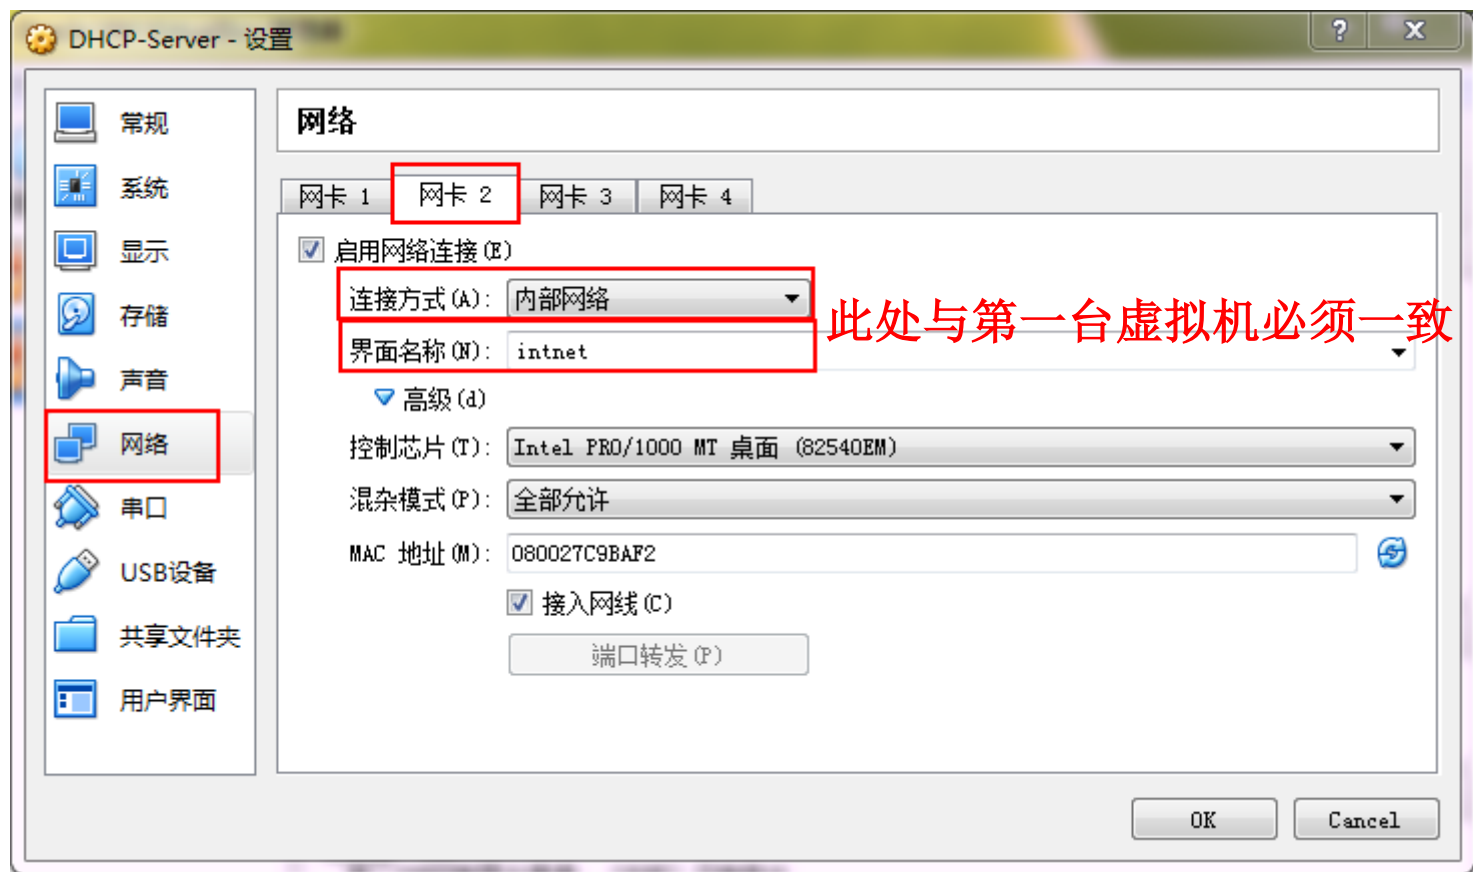 DHCP-Server - 设置
?
x
常规
系统
显示
存储
声音
网络
串口
USB设备
共享文件夹
用户界面
网络
网卡 1
网卡 2
网卡 3
网卡 4
启用网络连接(E)
连接方式(A): 内部网络
界面名称(N): intnet
此处与第一台虚拟机必须一致
高级(d)
控制芯片(T): Intel PRO/1000 MT 桌面 (82540EM)
混杂模式(P): 全部允许
MAC 地址(M): 080027C9BAF2
接入网线(C)
端口转发(P)
OK
Cancel